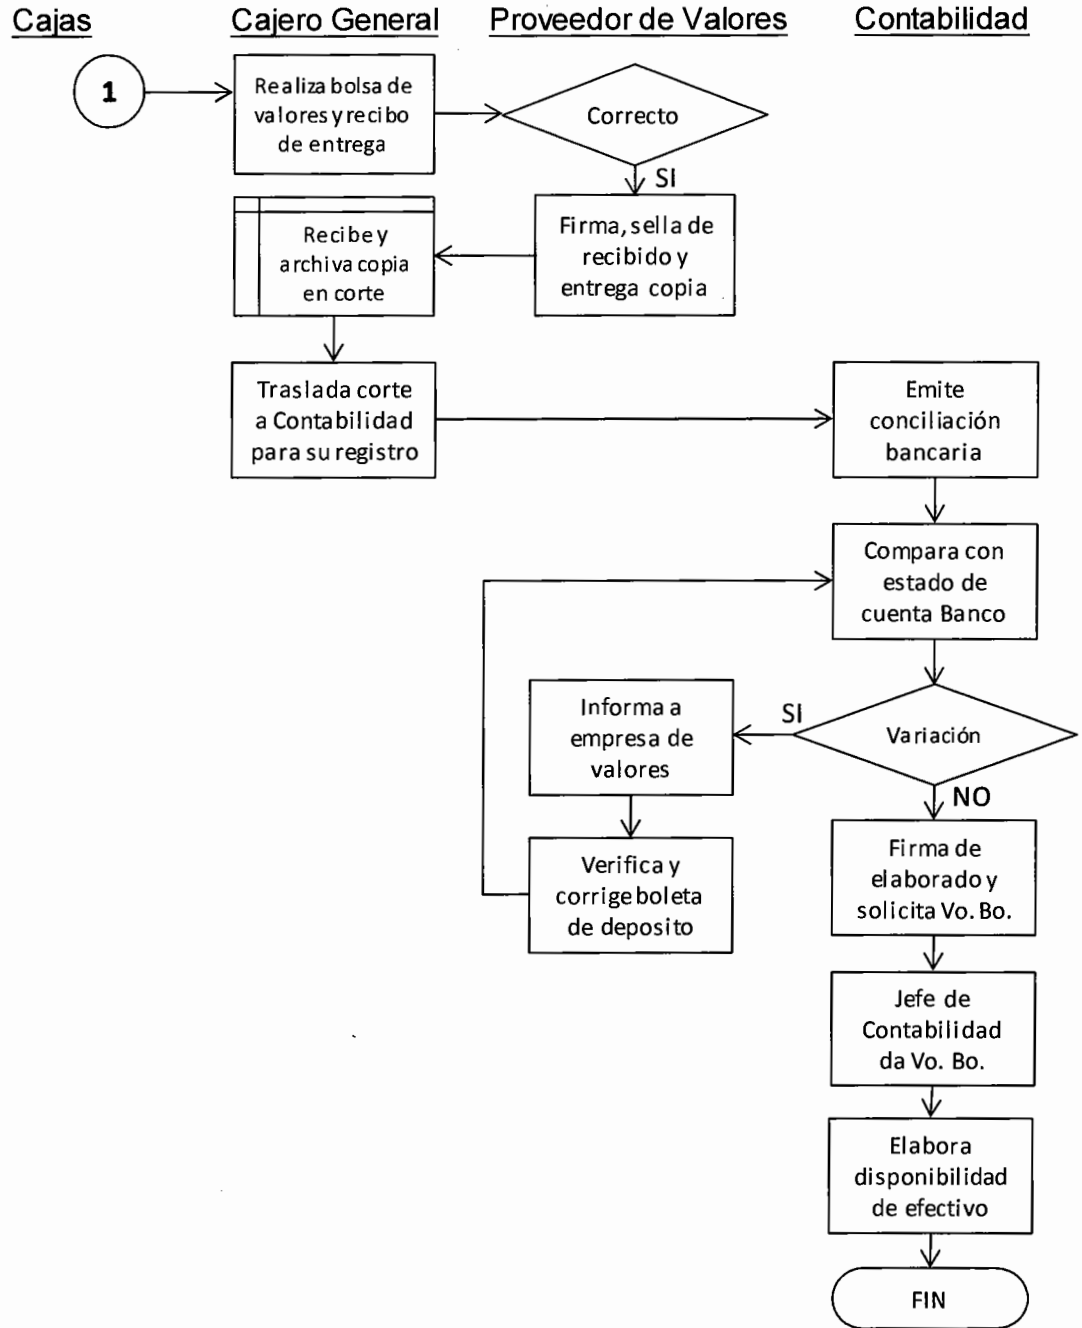 Cajas
Cajero General
Proveedor de Valores
Contabilidad
1
Realiza bolsa de
valores y recibo
de entrega
Correcto
SI
Firma, sella de
recibido y
entrega copia
Recibe y
archiva copia
en corte
Traslada corte
a Contabilidad
para su registro
Emite
conciliación
bancaria
Compara con
estado de
cuenta Banco
Variación
SI
Informa a
empresa de
valores
Verifica y
corrige boleta
de deposito
NO
Firma de
elaborado y
solicita Vo. Bo.
Jefe de
Contabilidad
da Vo. Bo.
Elabora
disponibilidad
de efectivo
FIN